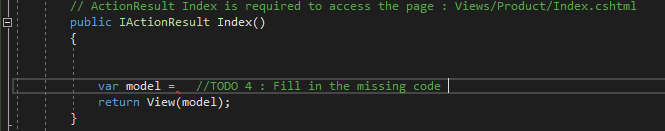 // ActionResult Index is required to access the page : Views/Product/Index.cshtml
public IActionResult Index()
{
var model = //TODO 4 : Fill in the missing code
return View(model);
}